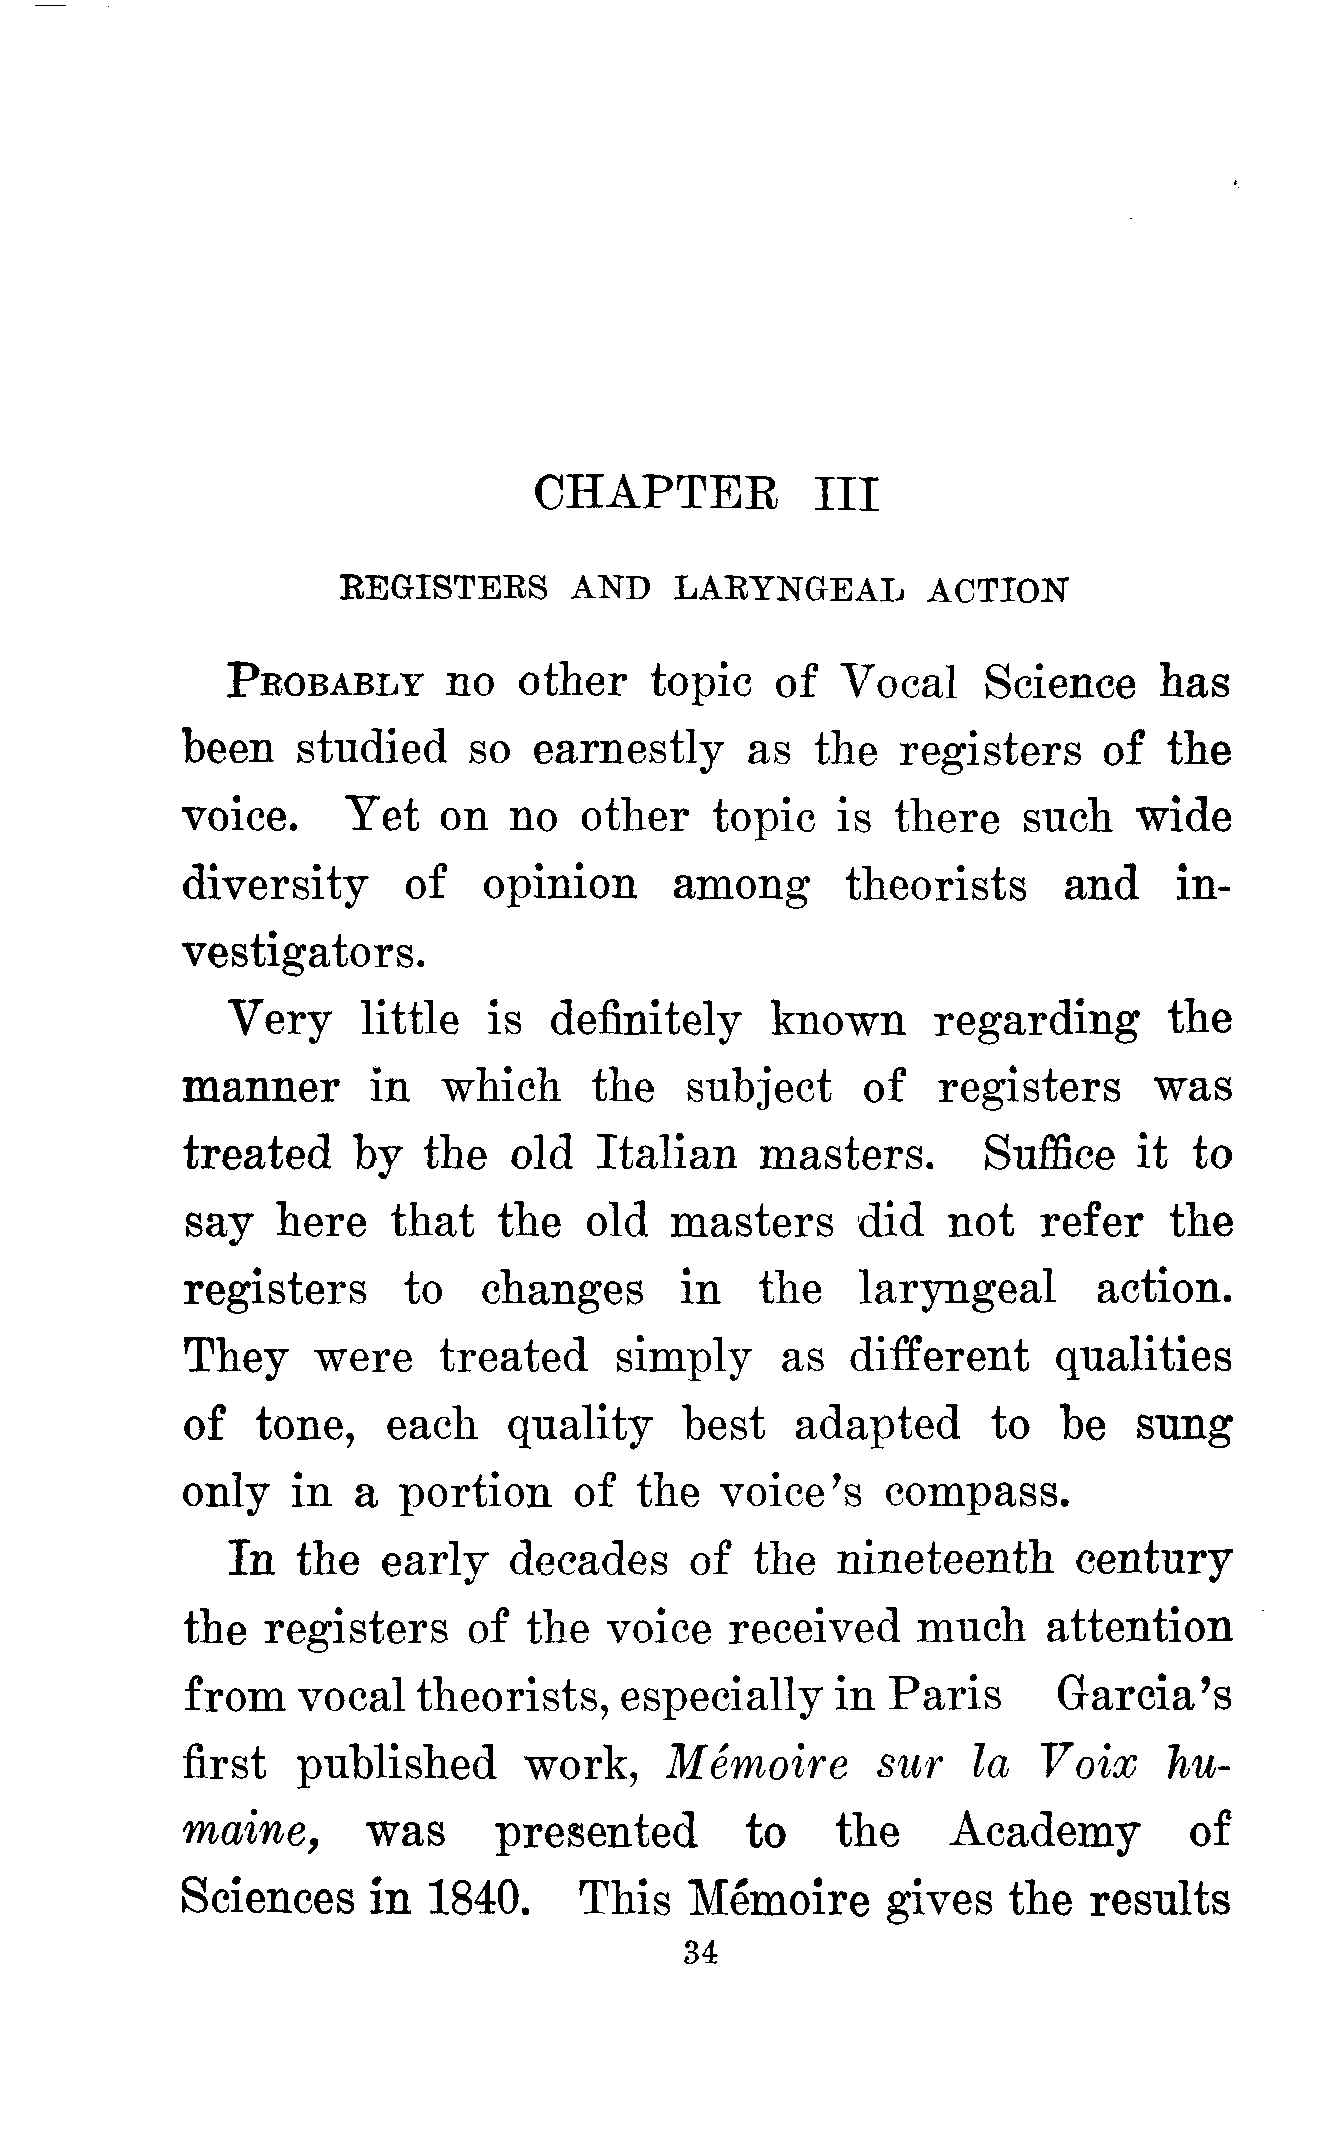 CHAPTER III
REGISTERS AND LARYNGEAL ACTION
PROBABLY no other topic of Vocal Science has
been studied so earnestly as the registers of the
voice. Yet on no other topic is there such wide
diversity of opinion among theorists and in-
vestigators.
Very little is definitely known regarding the
manner in which the subject of registers was
treated by the old Italian masters. Suffice it to
say here that the old masters did not refer the
registers to changes in the laryngeal action.
They were treated simply as different qualities
of tone, each quality best adapted to be sung
only in a portion of the voice's compass.
In the early decades of the nineteenth century
the registers of the voice received much attention
from vocal theorists, especially in Paris Garcia's
first published work, Mémoire sur la Voix hu-
maine, was presented to the Academy of
Sciences in 1840. This Mémoire gives the results
34